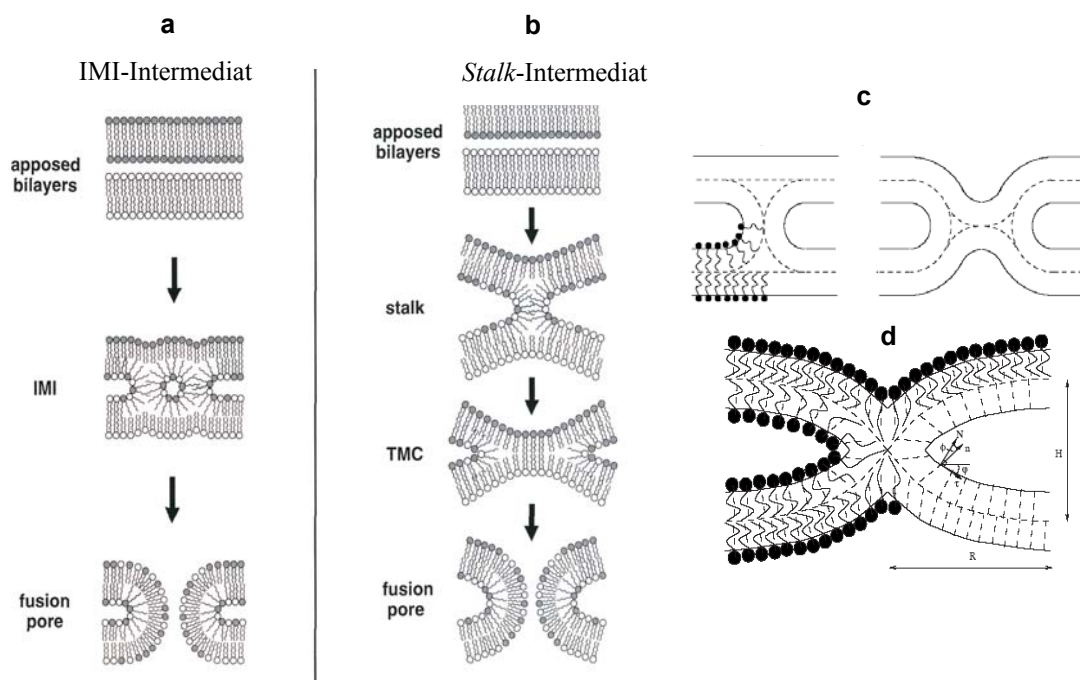 a
IMI-Intermediat
apposed
bilayers
IMI
fusion
pore
b
Stalk-Intermediat
apposed
bilayers
stalk
TMC
fusion
pore
c
d
N
ϕ
n
φ
τ
H
R